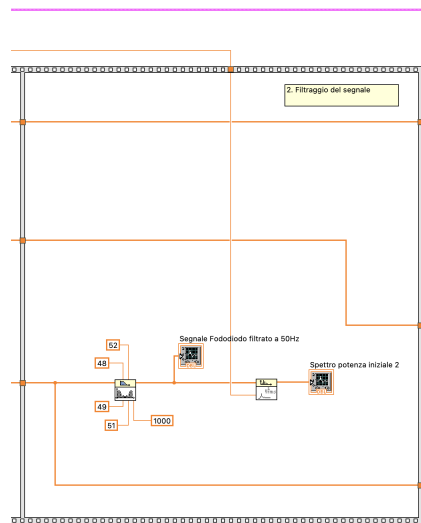 2. Filtraggio del segnale
Segnale Fododiodo filtrato a 50Hz
52
Spettro potenza iniziale 2
48
49
1000
51